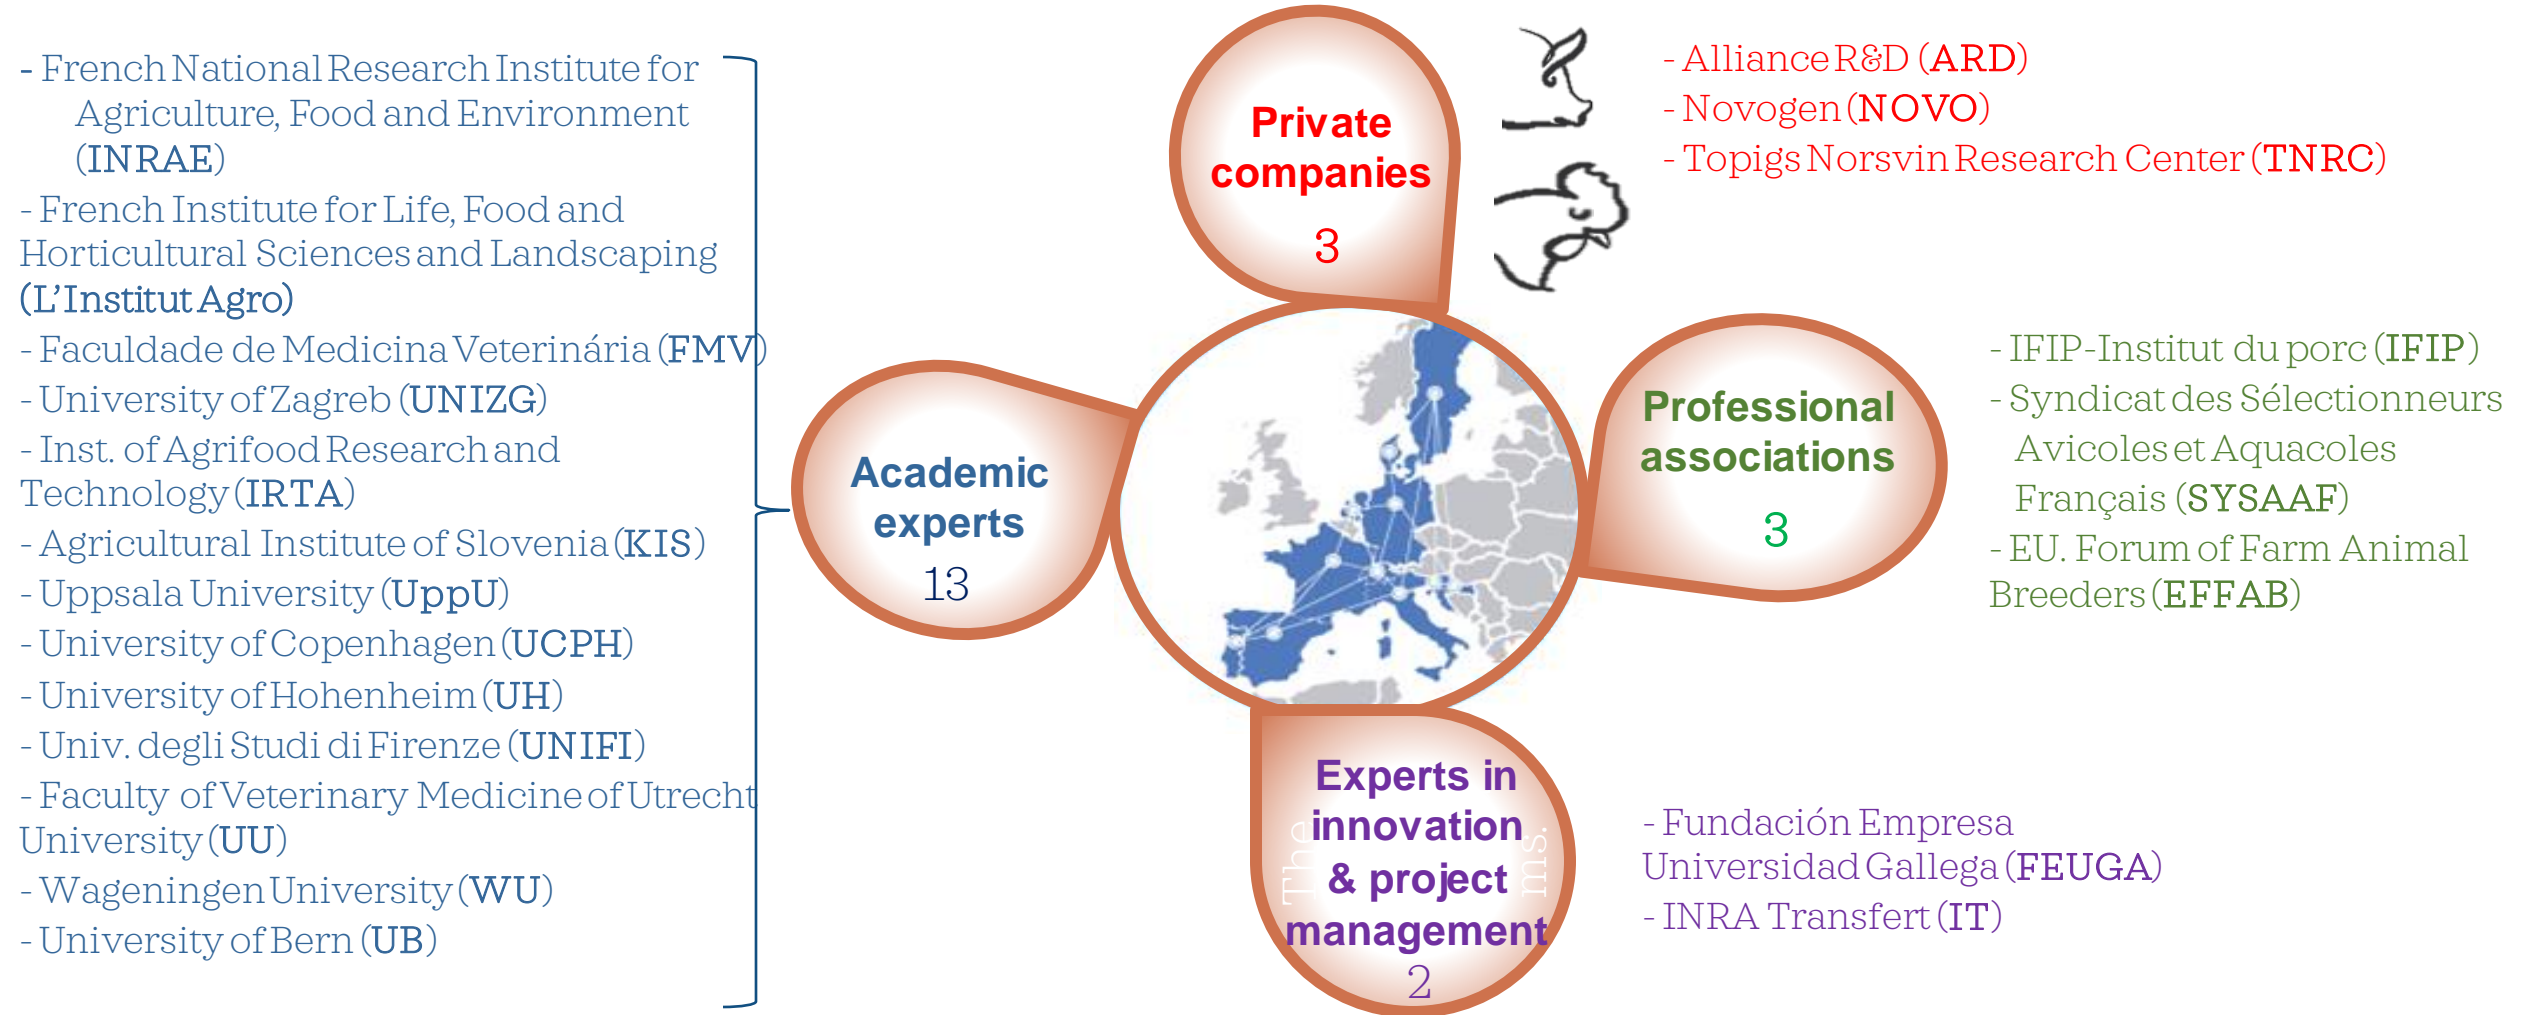 - French National Research Institute for
Agriculture, Food and Environment
(INRAE)
- French Institute for Life, Food and
Horticultural Sciences and Landscaping
(L’Institut Agro)
- Faculdade de Medicina Veterinária (FMV)
- University of Zagreb (UNIZG)
- Inst. of Agrifood Research and
Technology (IRTA)
- Agricultural Institute of Slovenia (KIS)
- Uppsala University (UppU)
- University of Copenhagen (UCPH)
- University of Hohenheim (UH)
- Univ. degli Studi di Firenze (UNIFI)
- Faculty of Veterinary Medicine of Utrecht
University (UU)
- Wageningen University (WU)
- University of Bern (UB)
Academic
experts
13
Private
companies
3
- Alliance R&D (ARD)
- Novogen (NOVO)
- Topigs Norsvin Research Center (TNRC)
Professional
associations
3
- IFIP-Institut du porc (IFIP)
- Syndicat des Sélectionneurs
Avicoles et Aquacoles
Français (SYSAAF)
- EU. Forum of Farm Animal
Breeders (EFFAB)
Experts in
innovation
& project
management
2
The
ms.
- Fundación Empresa
Universidad Gallega (FEUGA)
- INRA Transfert (IT)